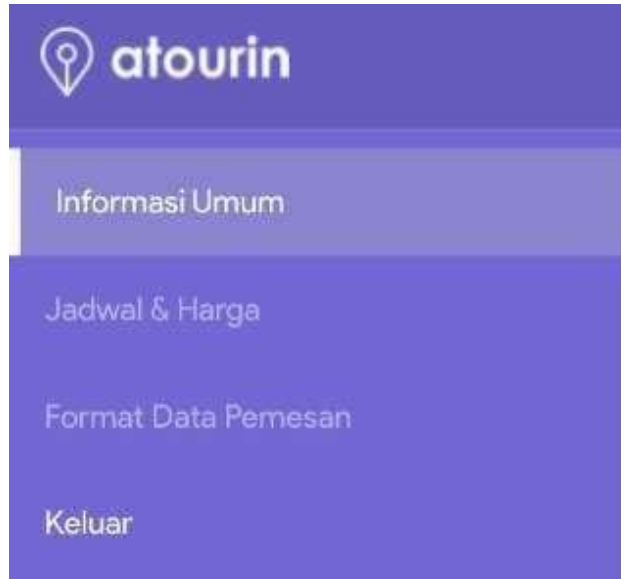 atourin
Informasi Umum
Jadwal & Harga
Format Data Pemesan
Keluar